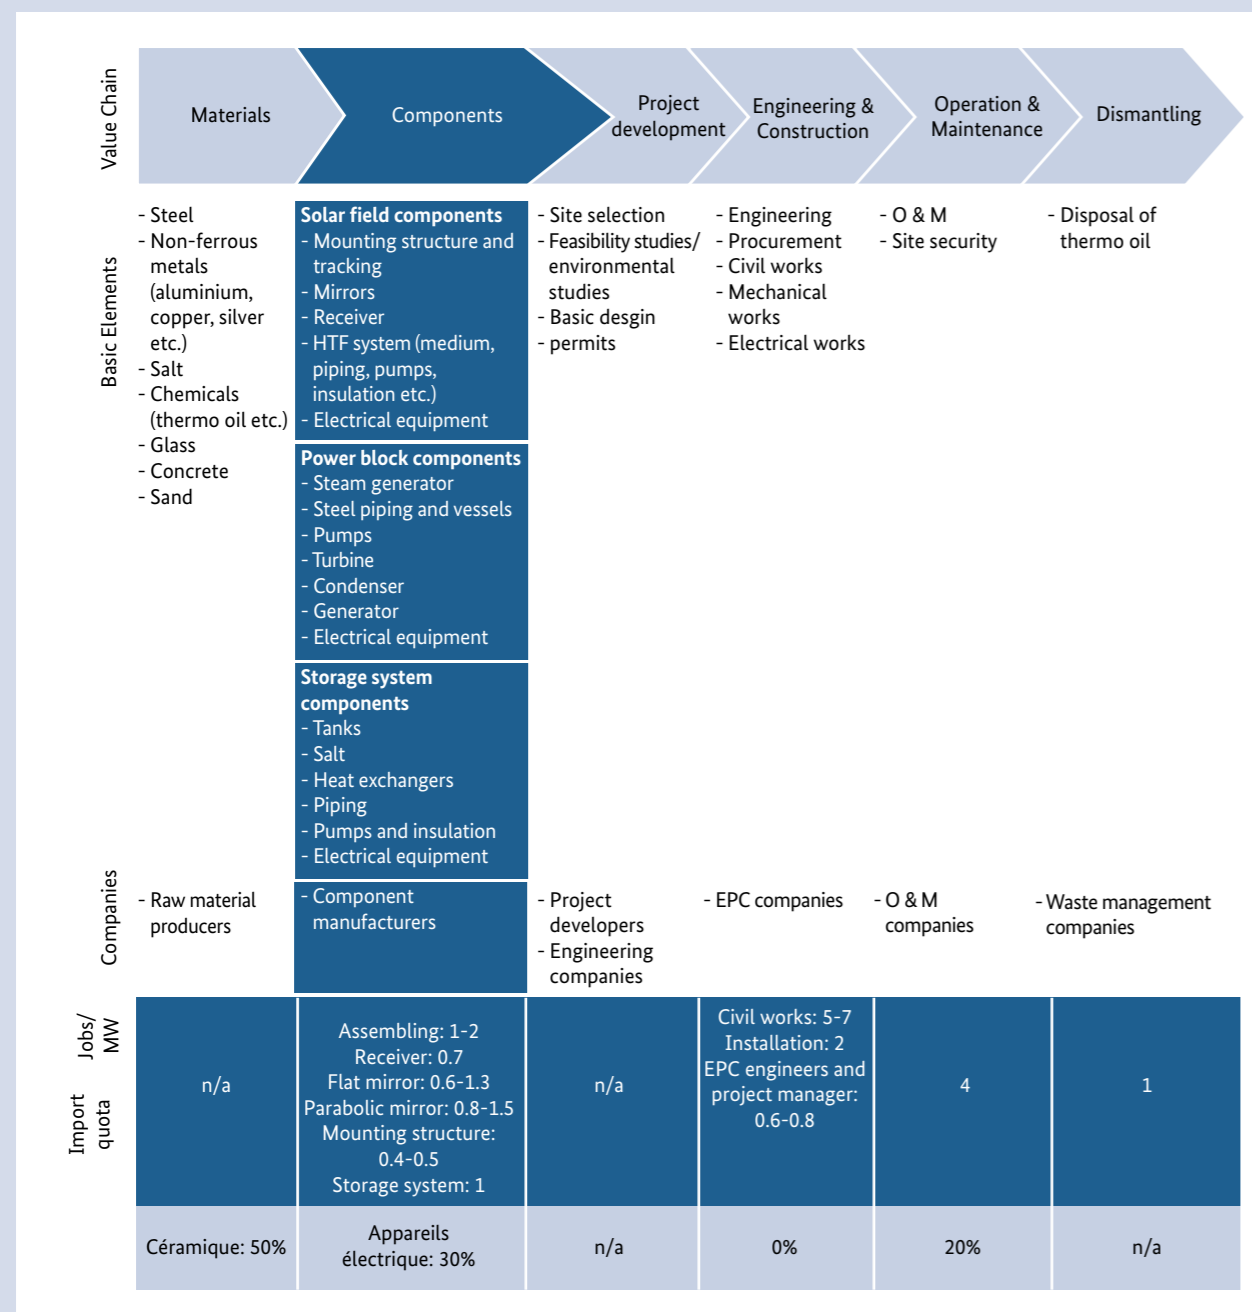 Value Chain
Materials
Components
Project
development
Engineering &
Construction
Operation &
Maintenance
Dismantling
Basic Elements
- Steel
- Non-ferrous
metals
(aluminium,
copper, silver
etc.)
- Salt
- Chemicals
(thermo oil etc.)
- Glass
- Concrete
- Sand
Solar field components
- Mounting structure and
tracking
- Mirrors
- Receiver
- HTF system (medium,
piping, pumps,
insulation etc.)
- Electrical equipment
Power block components
- Steam generator
- Steel piping and vessels
- Pumps
- Turbine
- Condenser
- Generator
- Electrical equipment
Storage system
components
- Tanks
- Salt
- Heat exchangers
- Piping
- Pumps and insulation
- Electrical equipment
- Site selection
- Feasibility studies/
environmental
studies
- Basic desgin
- permits
- Engineering
- Procurement
- Civil works
- Mechanical
works
- Electrical works
- O & M
- Site security
- Disposal of
thermo oil
Companies
- Raw material
producers
- Component
manufacturers
- Project
developers
- Engineering
companies
- EPC companies
- O & M
companies
- Waste management
companies
Jobs/
MW
n/a
Assembling: 1-2
Receiver: 0.7
Flat mirror: 0.6-1.3
Parabolic mirror: 0.8-1.5
Mounting structure:
0.4-0.5
Storage system: 1
n/a
Civil works: 5-7
Installation: 2
EPC engineers and
project manager:
0.6-0.8
4
1
Import
quota
Céramique: 50%
Appareils
électrique: 30%
n/a
0%
20%
n/a